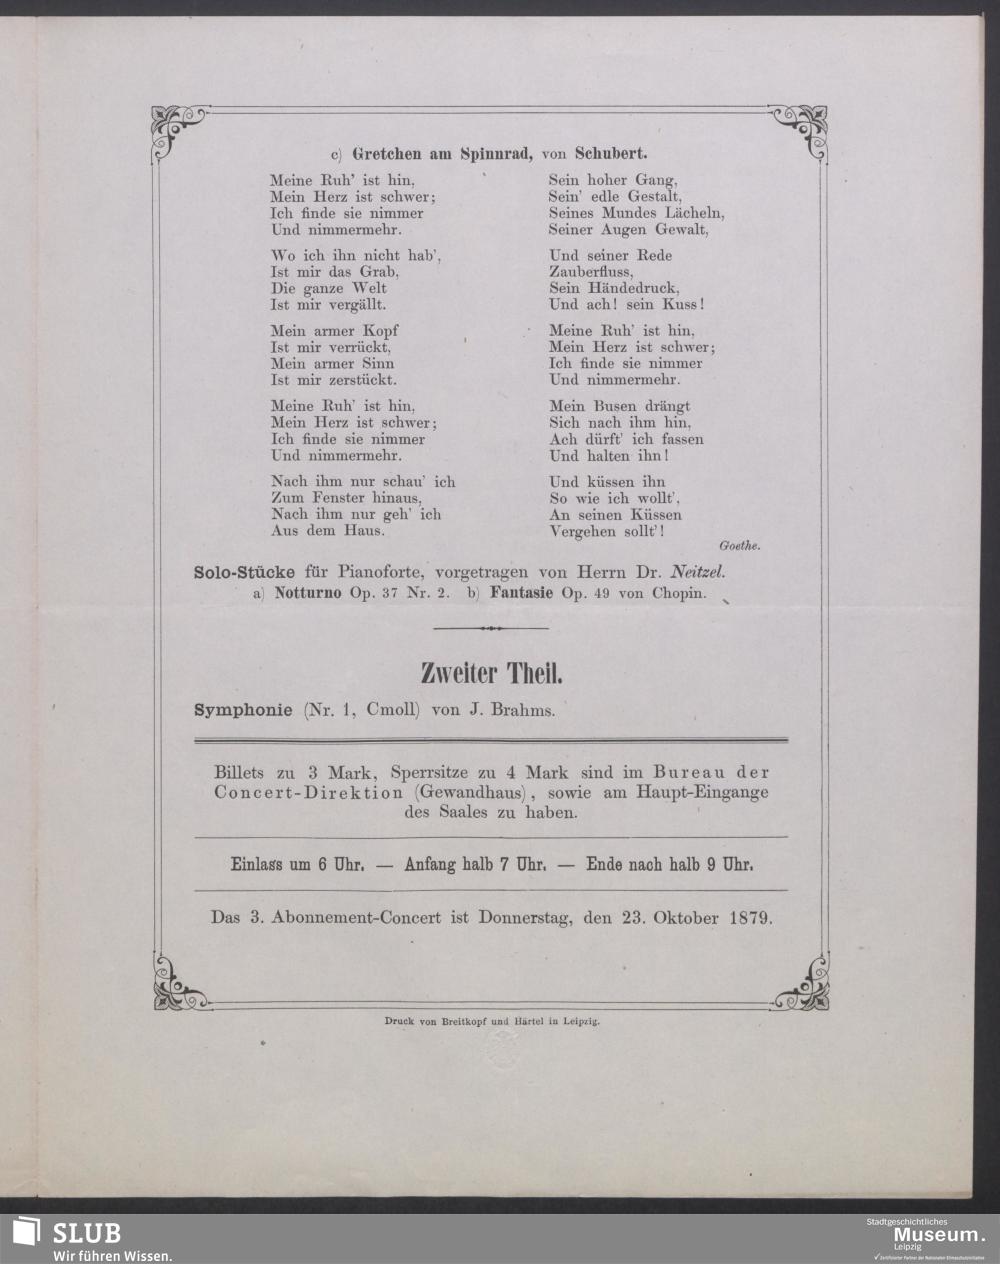 c) Gretchen am Spinnrad, von Schubert.
Meine Ruh' ist hin,
Mein Herz ist schwer;
Ich finde sie nimmer
Und nimmermehr.
Wo ich ihn nicht hab',
Ist mir das Grab,
Die ganze Welt
Ist mir vergällt.
Mein armer Kopf
Ist mir verrückt,
Mein armer Sinn
Ist mir zerstückt.
Meine Ruh' ist hin,
Mein Herz ist schwer;
Ich finde sie nimmer
Und nimmermehr.
Nach ihm nur schau' ich
Zum Fenster hinaus,
Nach ihm nur geh' ich
Aus dem Haus.
Sein hoher Gang,
Sein' edle Gestalt,
Seines Mundes Lächeln,
Seiner Augen Gewalt,
Und seiner Rede
Zauberfluss,
Sein Händedruck,
Und ach! sein Kuss!
Meine Ruh' ist hin,
Mein Herz ist schwer;
Ich finde sie nimmer
Und nimmermehr.
Mein Busen drängt
Sich nach ihm hin,
Ach dürft' ich fassen
Und halten ihn!
Und küssen ihn
So wie ich wollt',
An seinen Küssen
Vergehen sollt'!
Goethe.
Solo-Stücke für Pianoforte, vorgetragen von Herrn Dr. Neitzel.
a) Notturno Op. 37 Nr. 2. b) Fantasie Op. 49 von Chopin.
Zweiter Theil.
Symphonie (Nr. 1, Cmoll) von J. Brahms.
Billets zu 3 Mark, Sperrsitze zu 4 Mark sind im Bureau der
Concert-Direktion (Gewandhaus), sowie am Haupt-Eingange
des Saales zu haben.
Einlass um 6 Uhr. — Anfang halb 7 Uhr. — Ende nach halb 9 Uhr.
Das 3. Abonnement-Concert ist Donnerstag, den 23. Oktober 1879.
Druck von Breitkopf und Härtel in Leipzig.
SLUB
Wir führen Wissen.
Stadtgeschichtliches
Museum.
Leipzig
Zertifizierter Partner der Nationalen Klimaschutzinitiative